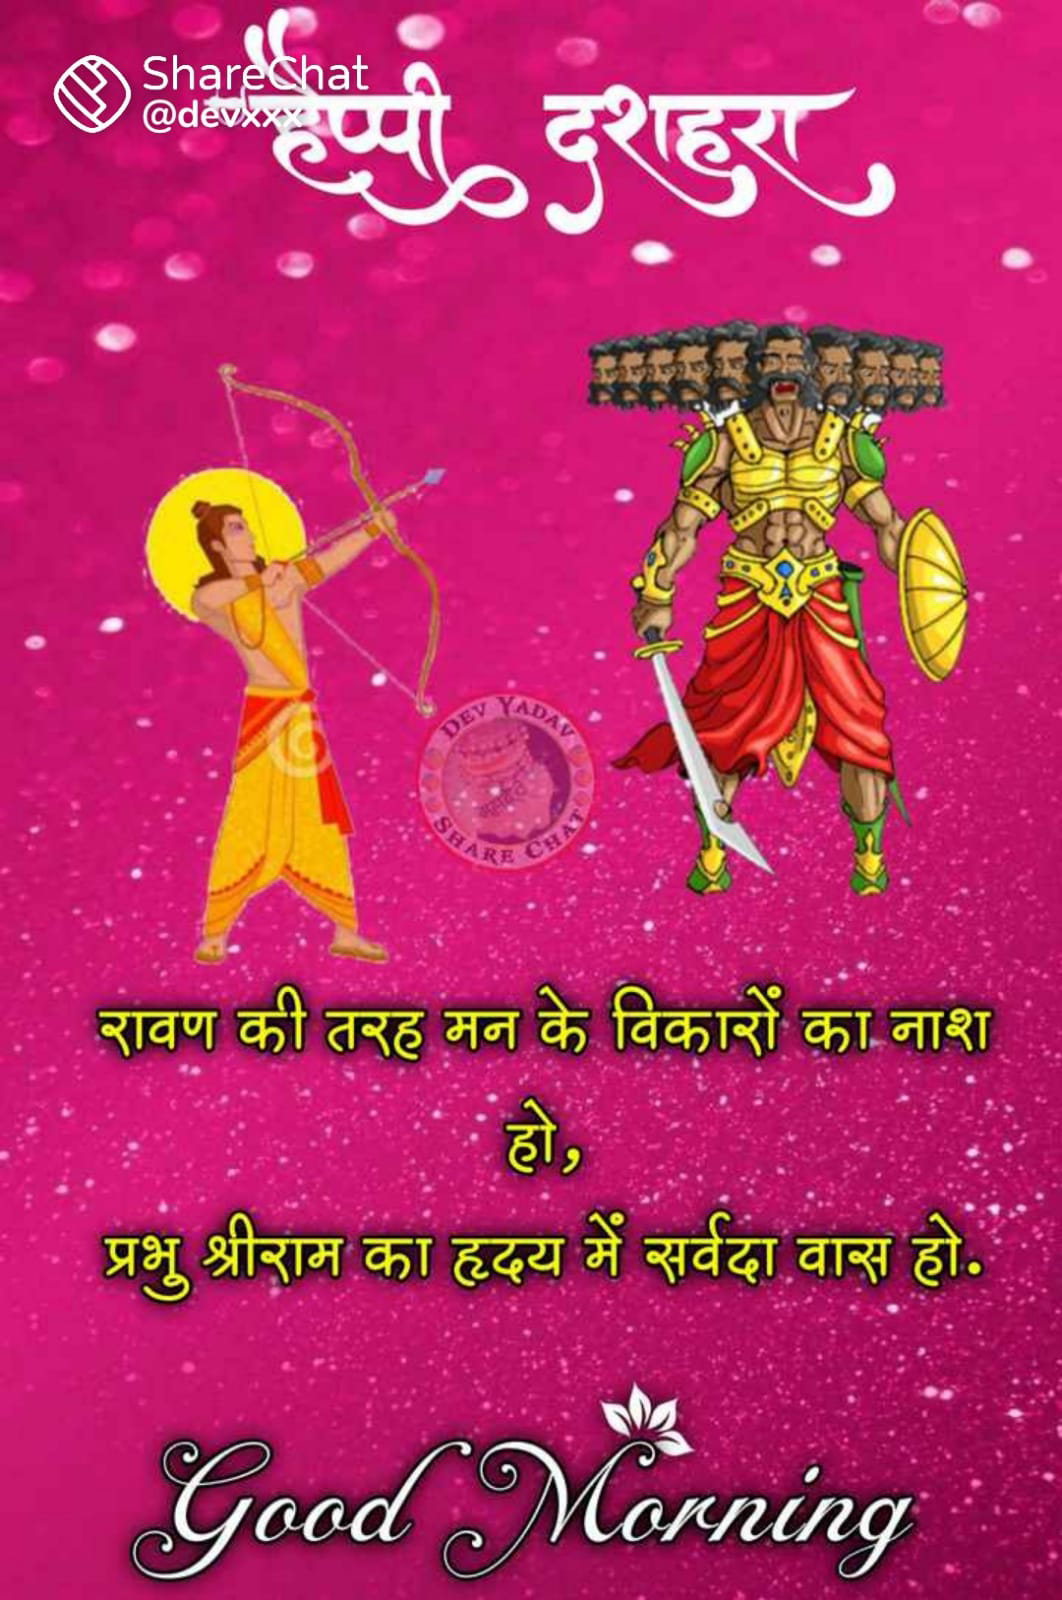 ShareChat
@devxxx
हैप्पी दशहरा
DEV YADAV
SHARE CHAT
रावण की तरह मन के विकारों का नाश
हो,
प्रभु श्रीराम का हृदय में सर्वदा वास हो.
Good Morning